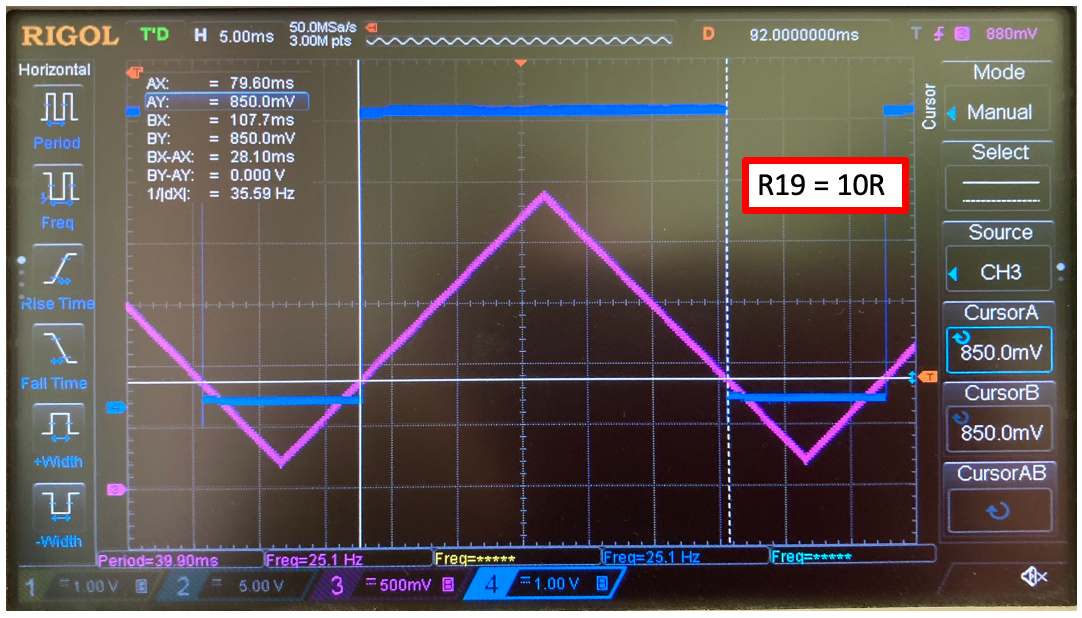 RIGOL T'D H 5.00ms 50.0MSa/s 3.00M pts D 92.0000000ms T 3 880mV
Horizontal
Period
Freq
Rise Time
Fall Time
+Width
-Width
AX: = 79.60ms
AY: = 850.0mV
BX: = 107.7ms
BY: = 850.0mV
BX-AX: = 28.10ms
BY-AY: = 0.000 V
1/|dX|: = 35.59 Hz
R19 = 10R
Cursor
Mode
Manual
Select
Source
CH3
CursorA
850.0mV
CursorB
850.0mV
CursorAB
Period=39.90ms Freq=25.1 Hz Freq=***** Freq=25.1 Hz Freq=*****
1 1.00 V B 2 5.00 V 3 500mV B 4 1.00 V B